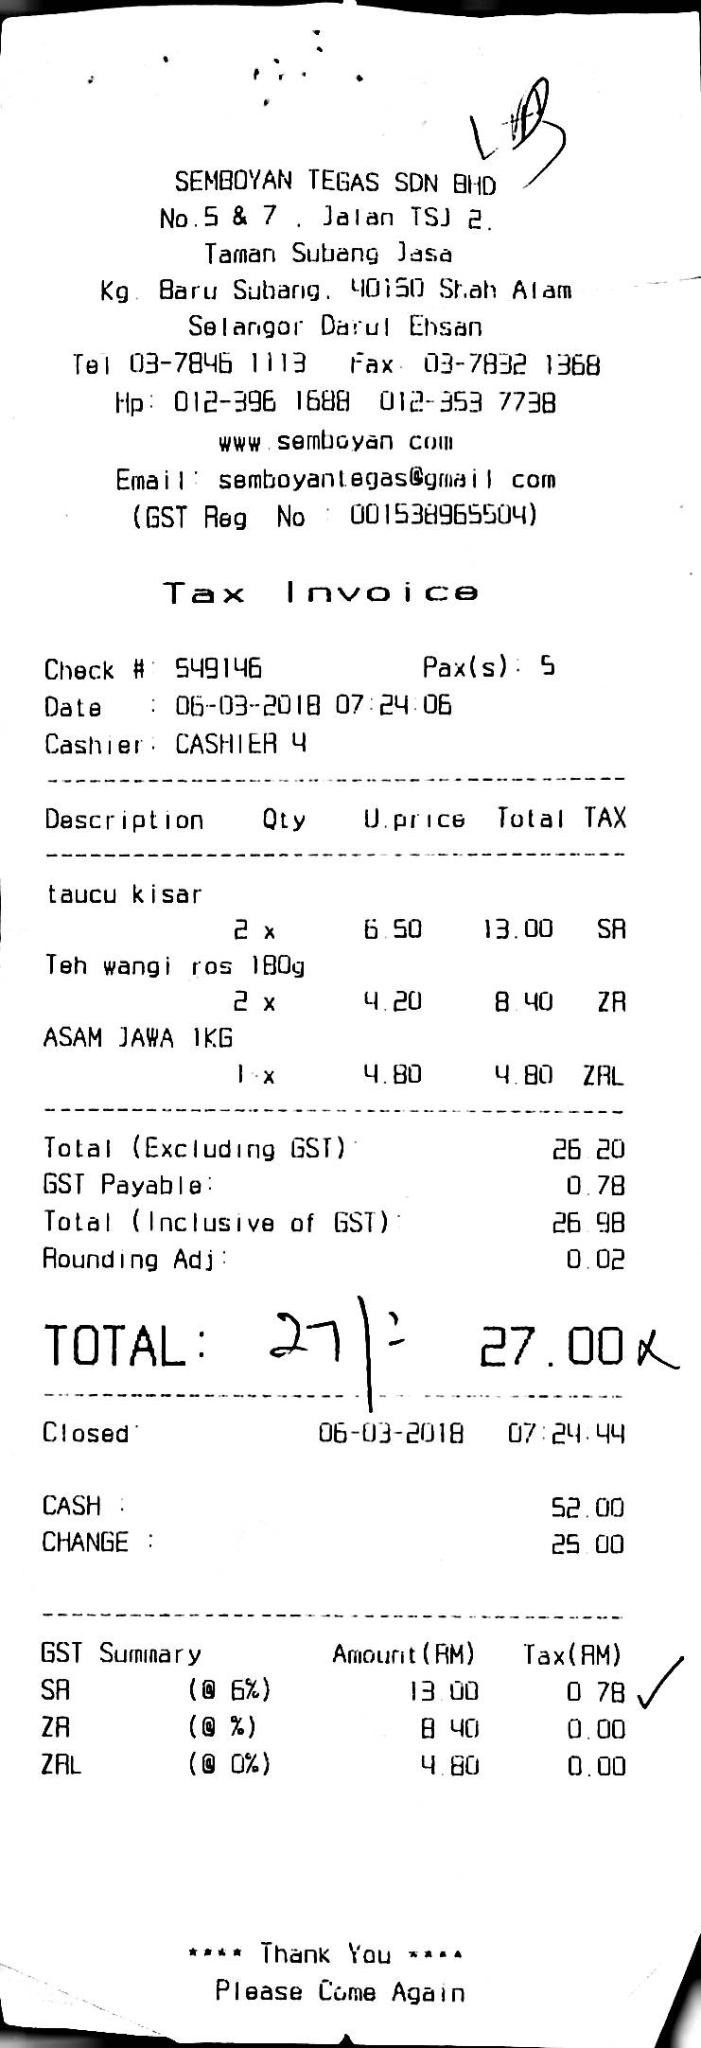 SEMBOYAN TEGAS SDN BHD
No.5 & 7 , Jalan TSJ 2,
Taman Subang Jasa
Kg. Baru Subang, 40150 Shah Alam
Selangor Darul Ehsan
Tel 03-7846 1113 Fax: 03-7832 1368
Hp: 012-396 1688 012-353 7738
www.semboyan.com
Email: semboyantegas@gmail.com
(GST Reg No : 001538965504)
Tax Invoice
Check #: 549146 Pax(s): 5
Date : 06-03-2018 07:24:06
Cashier: CASHIER 4
Description Qty U.price Total TAX
taucu kisar
2 x 6.50 13.00 SR
Teh wangi ros 180g
2 x 4.20 8.40 ZR
ASAM JAWA 1KG
1 x 4.80 4.80 ZRL
Total (Excluding GST): 26.20
GST Payable: 0.78
Total (Inclusive of GST): 26.98
Rounding Adj: 0.02
TOTAL: 27/= 27.00
Closed: 06-03-2018 07:24:44
CASH : 52.00
CHANGE : 25.00
GST Summary Amount(RM) Tax(RM)
SR (@ 6%) 13.00 0.78
ZR (@ %) 8.40 0.00
ZRL (@ 0%) 4.80 0.00
**** Thank You ****
Please Come Again